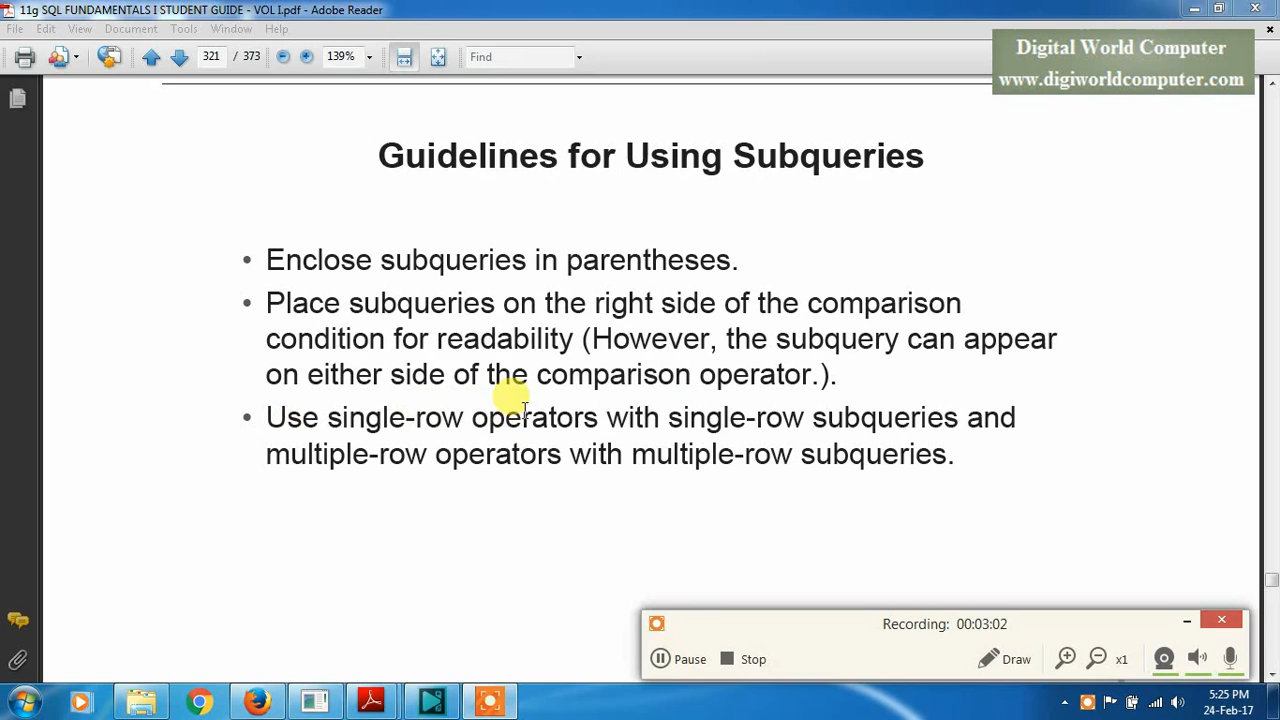 11g SQL FUNDAMENTALS I STUDENT GUIDE - VOL I.pdf - Adobe Reader
File Edit View Document Tools Window Help
321 / 373 139% Find
Digital World Computer
www.digiworldcomputer.com
Guidelines for Using Subqueries
• Enclose subqueries in parentheses.
• Place subqueries on the right side of the comparison
condition for readability (However, the subquery can appear
on either side of the comparison operator.).
• Use single-row operators with single-row subqueries and
multiple-row operators with multiple-row subqueries.
Recording: 00:03:02
Pause Stop Draw x1
5:25 PM
24-Feb-17